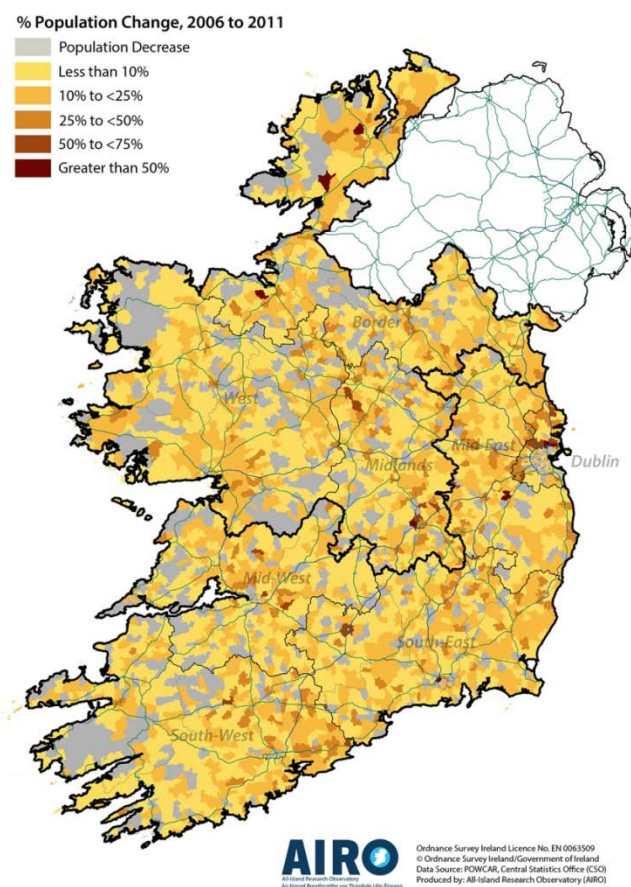 % Population Change, 2006 to 2011
Population Decrease
Less than 10%
10% to <25%
25% to <50%
50% to <75%
Greater than 50%
Border
West
Mid-East
Dublin
Midlands
Mid-West
South-East
South-West
AIRO
All-Island Research Observatory
Ordnance Survey Ireland Licence No. EN 0063509
© Ordnance Survey Ireland/Government of Ireland
Data Source: POWCAR, Central Statistics Office (CSO)
Produced by: All-Island Research Observatory (AIRO)